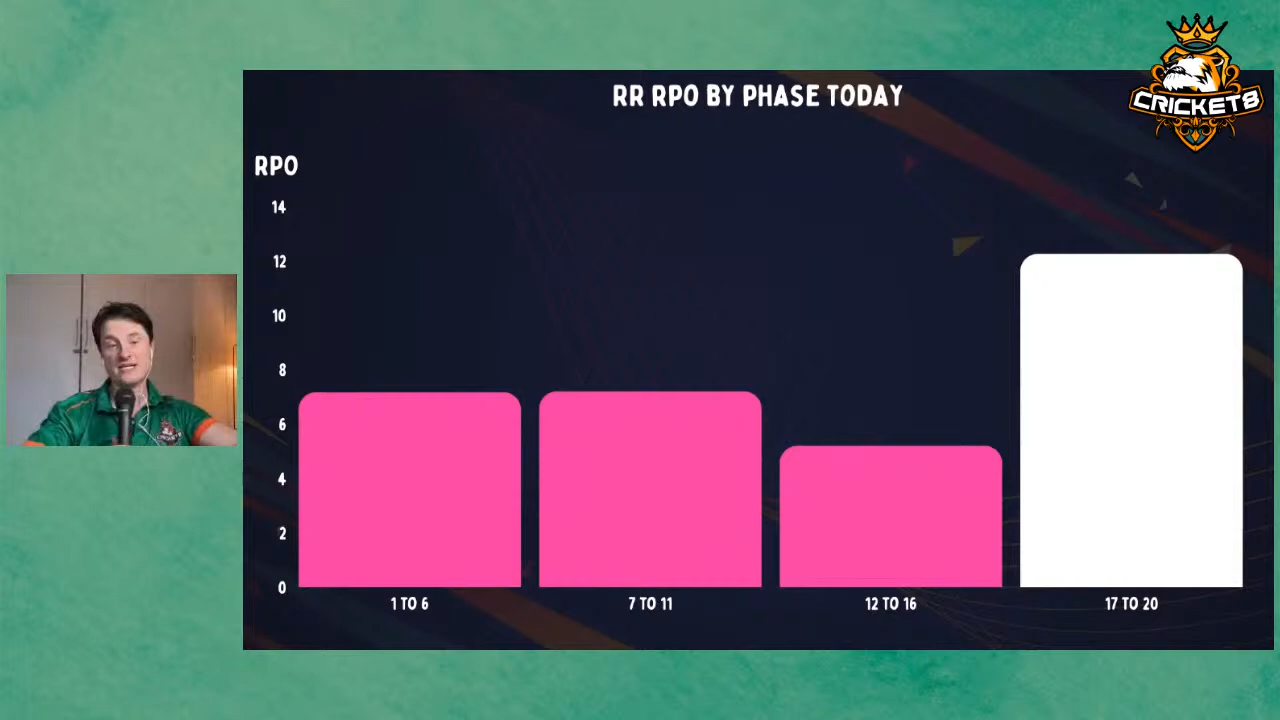 RR RPO BY PHASE TODAY
CRICKET8
RPO
14
12
10
8
6
4
2
0
1 TO 6
7 TO 11
12 TO 16
17 TO 20
CRICKET8